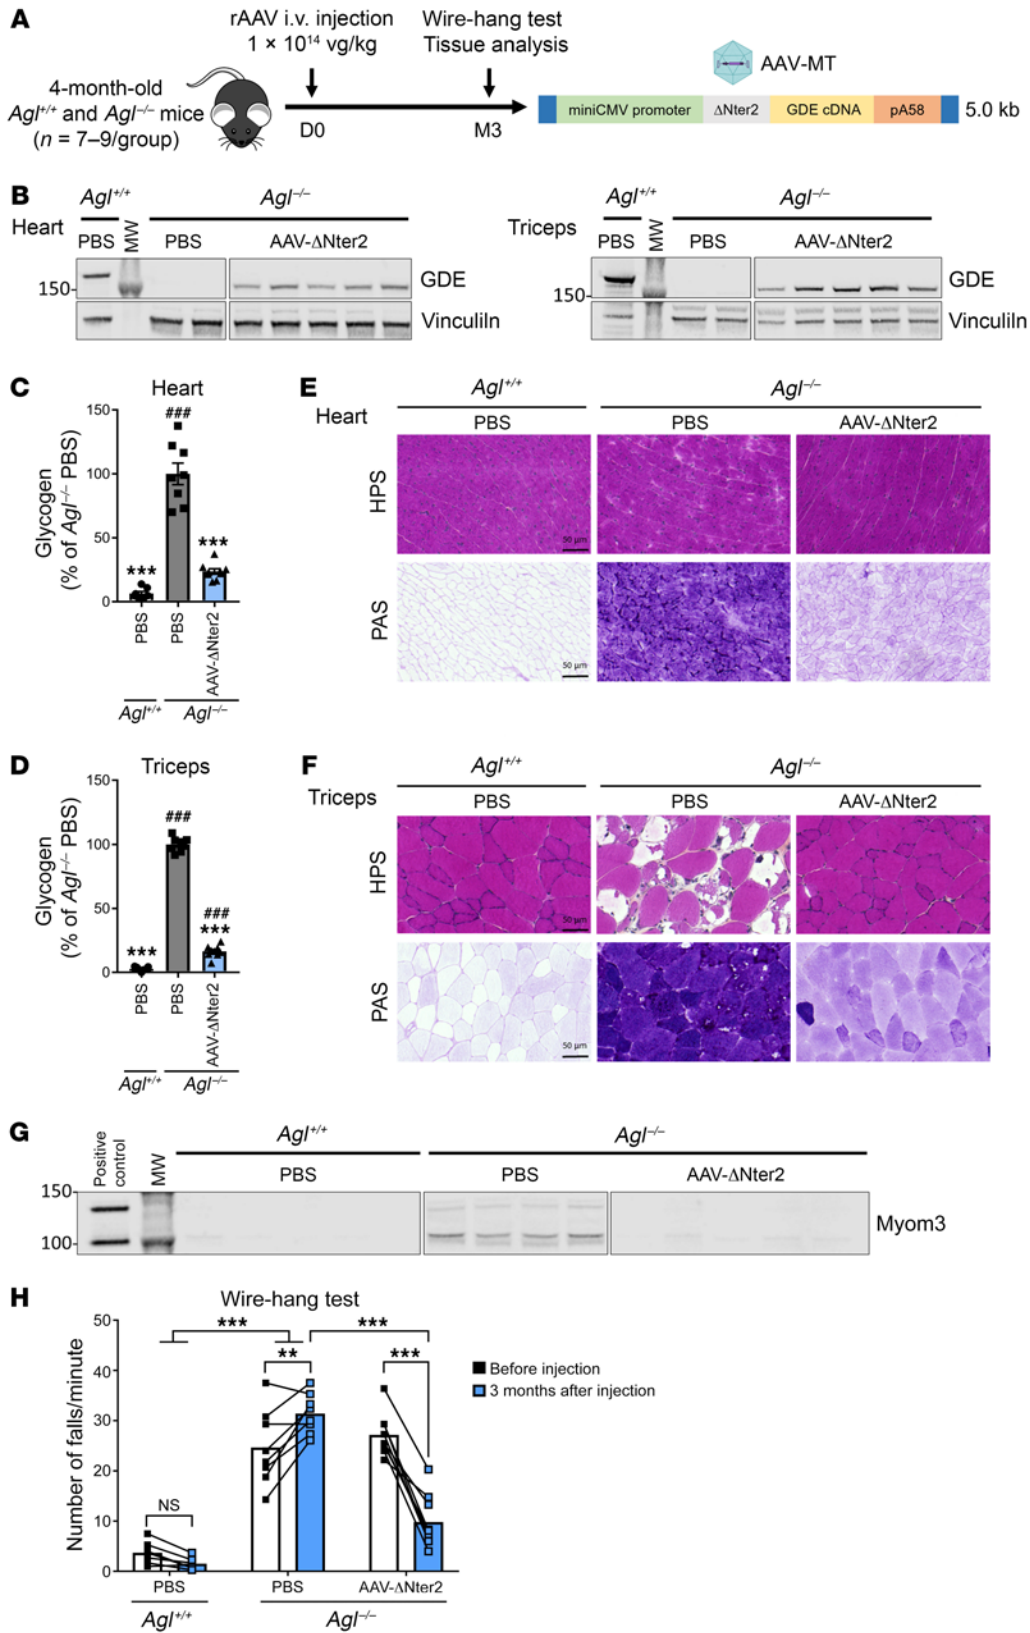 A
rAAV i.v. injection
1 × 10¹⁴ vg/kg
Wire-hang test
Tissue analysis
4-month-old
Agl⁺/⁺ and Agl⁻/⁻ mice
(n = 7–9/group)
D0
M3
AAV-MT
miniCMV promoter
ΔNter2
GDE cDNA
pA58
5.0 kb
B
Heart
Agl⁺/⁺
Agl⁻/⁻
PBS
MW
PBS
AAV-ΔNter2
150
GDE
Vinculiln
Triceps
Agl⁺/⁺
Agl⁻/⁻
PBS
MW
PBS
AAV-ΔNter2
150
GDE
Vinculiln
C
Heart
Glycogen
(% of Agl⁻/⁻ PBS)
150
100
50
0
***
###
***
PBS
PBS
AAV-ΔNter2
Agl⁺/⁺
Agl⁻/⁻
E
Heart
Agl⁺/⁺
Agl⁻/⁻
PBS
PBS
AAV-ΔNter2
HPS
50 µm
PAS
50 µm
D
Triceps
Glycogen
(% of Agl⁻/⁻ PBS)
150
100
50
0
***
###
###
***
PBS
PBS
AAV-ΔNter2
Agl⁺/⁺
Agl⁻/⁻
F
Triceps
Agl⁺/⁺
Agl⁻/⁻
PBS
PBS
AAV-ΔNter2
HPS
50 µm
PAS
50 µm
G
Positive
control
MW
Agl⁺/⁺
Agl⁻/⁻
PBS
PBS
AAV-ΔNter2
150
100
Myom3
H
Wire-hang test
Number of falls/minute
50
40
30
20
10
0
***
***
**
***
NS
Before injection
3 months after injection
PBS
PBS
AAV-ΔNter2
Agl⁺/⁺
Agl⁻/⁻